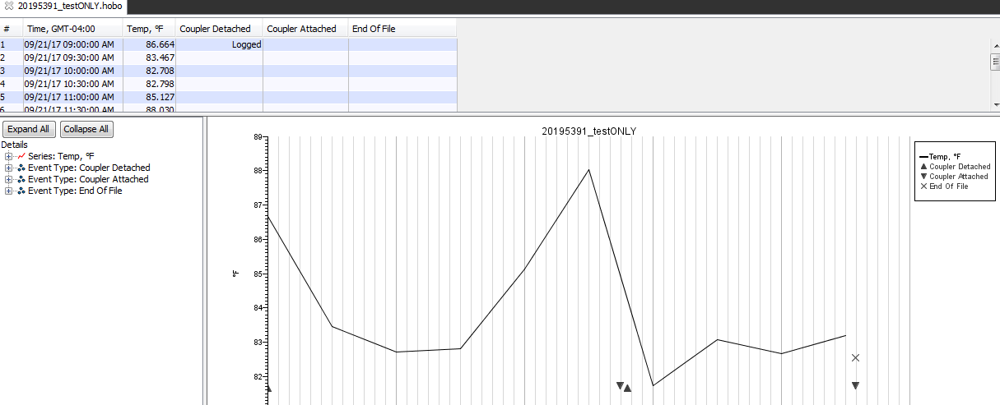 20195391_testONLY.hobo
# Time, GMT-04:00 Temp, °F Coupler Detached Coupler Attached End Of File
1 09/21/17 09:00:00 AM 86.664 Logged
2 09/21/17 09:30:00 AM 83.467
3 09/21/17 10:00:00 AM 82.708
4 09/21/17 10:30:00 AM 82.798
5 09/21/17 11:00:00 AM 85.127
6 09/21/17 11:30:00 AM 88.030
Expand All Collapse All
Details
Series: Temp, °F
Event Type: Coupler Detached
Event Type: Coupler Attached
Event Type: End Of File
20195391_testONLY
89
88
87
86
85
84
83
82
°F
Temp, °F
Coupler Detached
Coupler Attached
End Of File